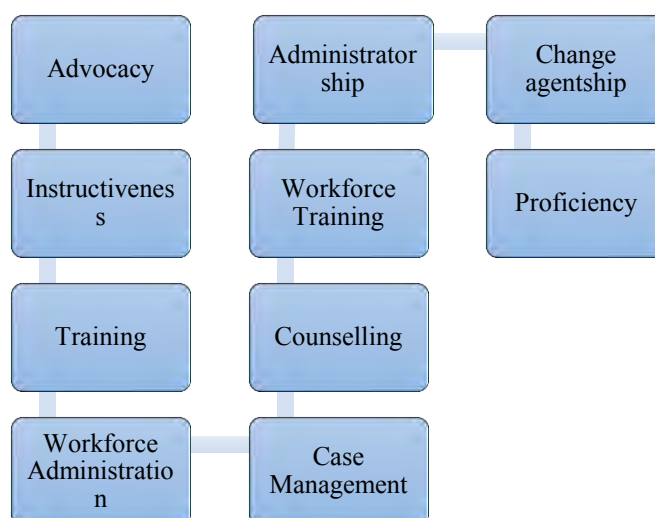 Advocacy
Instructivenes
s
Training
Workforce
Administratio
n
Case
Management
Counselling
Workforce
Training
Administrator
ship
Change
agentship
Proficiency